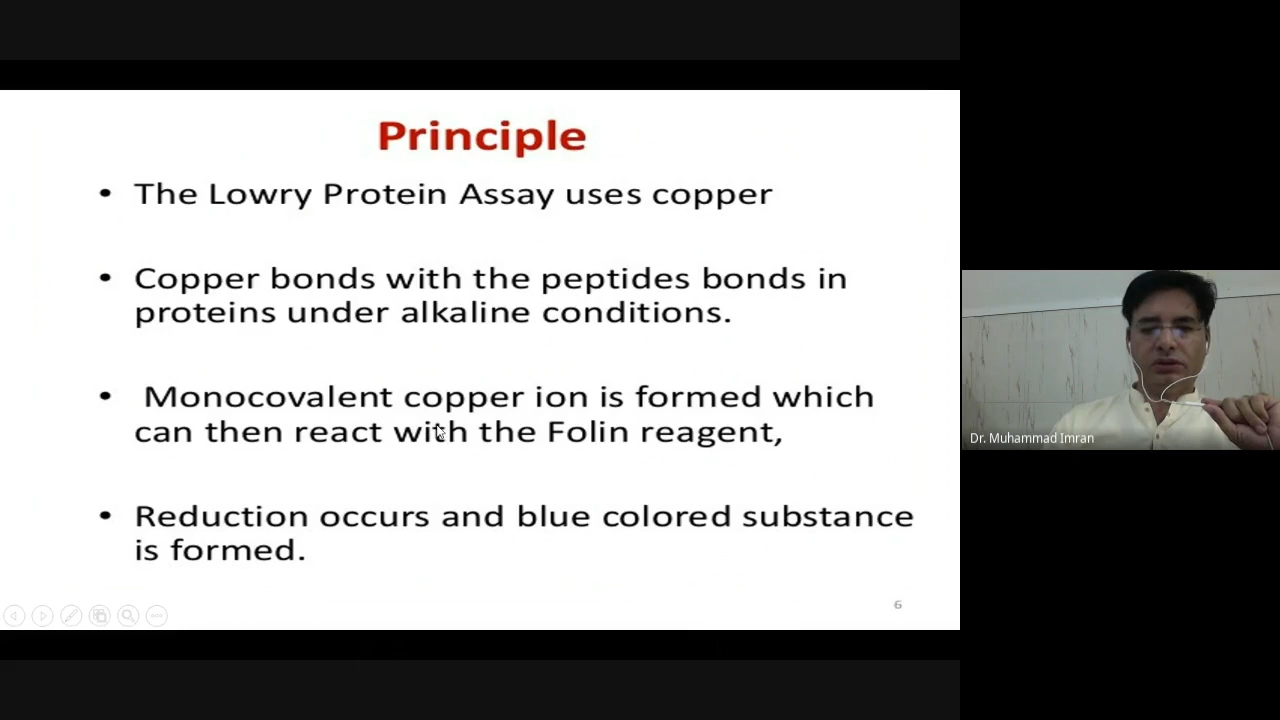 Principle
• The Lowry Protein Assay uses copper
• Copper bonds with the peptides bonds in
proteins under alkaline conditions.
• Monocovalent copper ion is formed which
can then react with the Folin reagent,
• Reduction occurs and blue colored substance
is formed.
6
Dr. Muhammad Imran